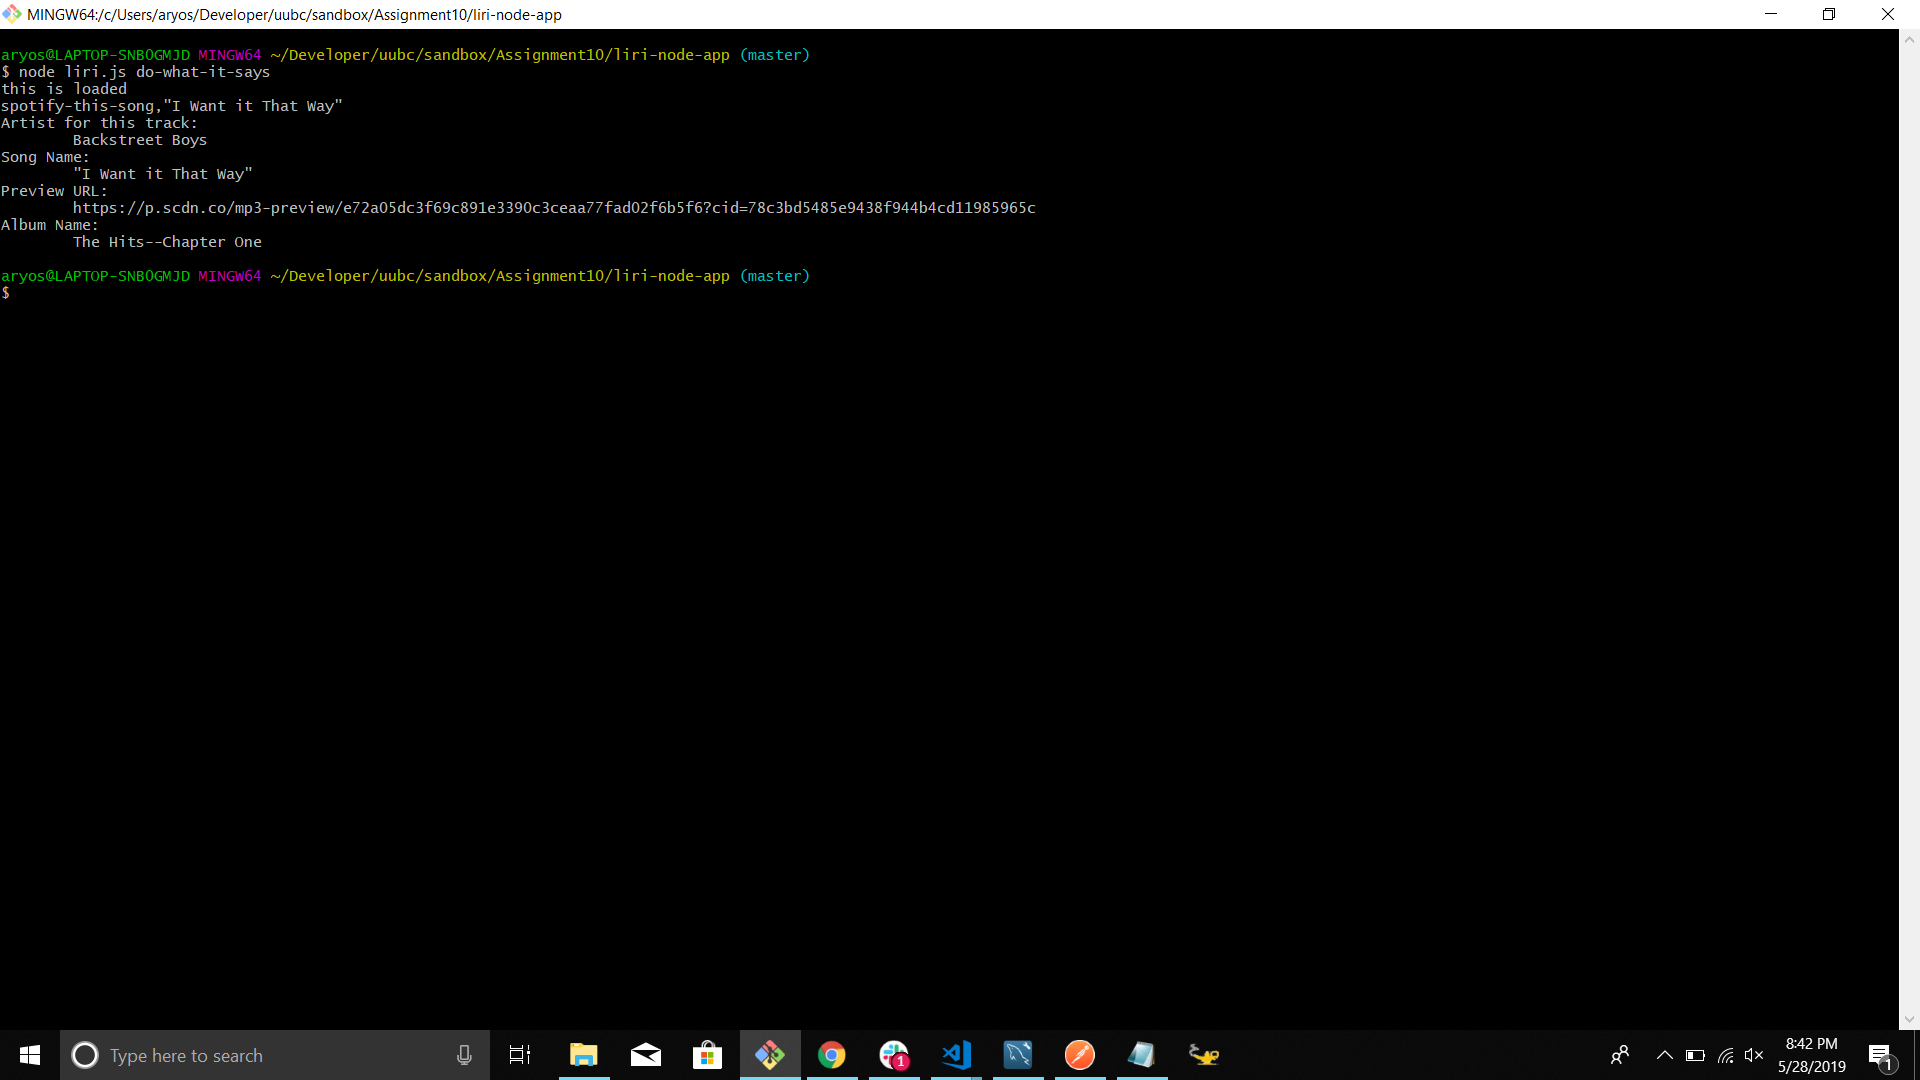 MINGW64:/c/Users/aryos/Developer/uubc/sandbox/Assignment10/liri-node-app
aryos@LAPTOP-SNBOGMJD MINGW64 ~/Developer/uubc/sandbox/Assignment10/liri-node-app (master)
$ node liri.js do-what-it-says
this is loaded
spotify-this-song,"I Want it That Way"
Artist for this track:
Backstreet Boys
Song Name:
"I Want it That Way"
Preview URL:
https://p.scdn.co/mp3-preview/e72a05dc3f69c891e3390c3ceaa77fad02f6b5f6?cid=78c3bd5485e9438f944b4cd11985965c
Album Name:
The Hits--Chapter One
aryos@LAPTOP-SNBOGMJD MINGW64 ~/Developer/uubc/sandbox/Assignment10/liri-node-app (master)
$
Type here to search
1
8:42 PM
5/28/2019
1